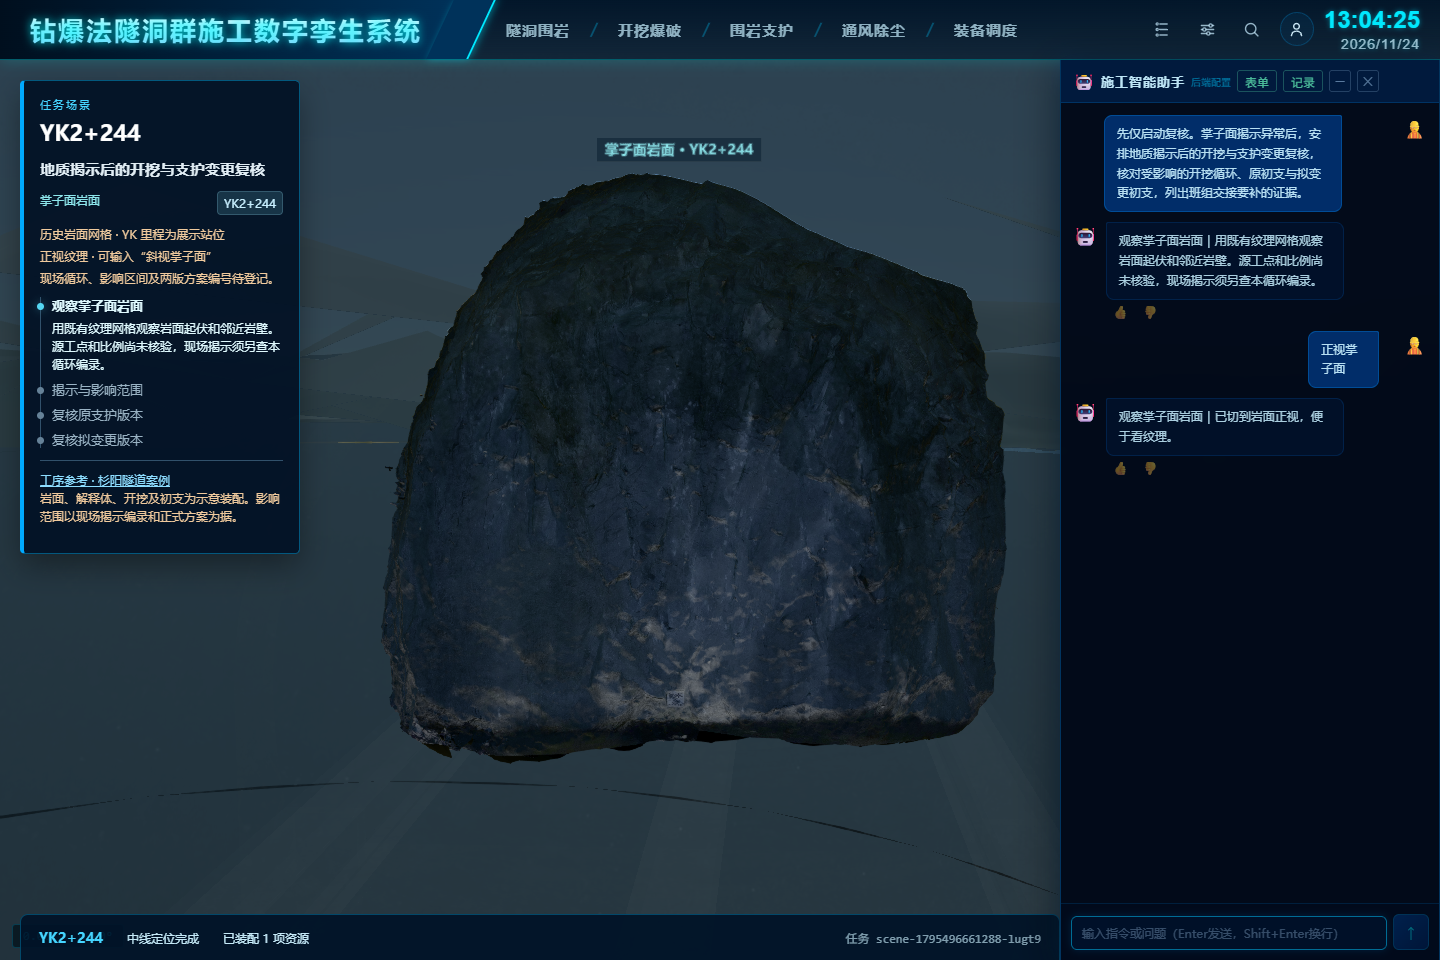 钻爆法隧洞群施工数字孪生系统
隧洞围岩 / 开挖爆破 / 围岩支护 / 通风除尘 / 装备调度
13:04:25
2026/11/24
任务场景
YK2+244
地质揭示后的开挖与支护变更复核
掌子面岩面
YK2+244
历史岩面网格 · YK 里程为展示站位
正视纹理 · 可输入“斜视掌子面”
现场循环、影响区间及两版方案编号待登记。
观察掌子面岩面
用既有纹理网格观察岩面起伏和邻近岩壁。
源工点和比例尚未核验，现场揭示须另查本
循环编录。
揭示与影响范围
复核原支护版本
复核拟变更版本
工序参考 · 杉阳隧道案例
岩面、解释体、开挖及初支为示意装配。影响
范围以现场揭示编录和正式方案为据。
掌子面岩面 · YK2+244
YK2+244 中线定位完成 已装配 1 项资源
任务 scene-1795496661288-1ugt9
施工智能助手 后端配置 表单 记录
先仅启动复核。掌子面揭示异常后，安
排地质揭示后的开挖与支护变更复核，
核对受影响的开挖循环、原初支与拟变
更初支，列出班组交接要补的证据。
观察掌子面岩面 | 用既有纹理网格观察
岩面起伏和邻近岩壁。源工点和比例尚
未核验，现场揭示须另查本循环编录。
正视掌
子面
观察掌子面岩面 | 已切到岩面正视，便
于看纹理。
输入指令或问题（Enter发送，Shift+Enter换行）